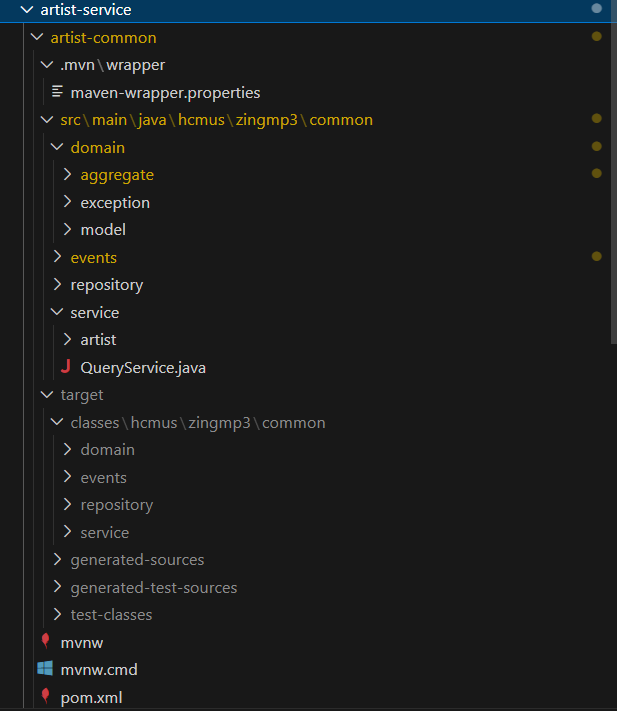 artist-service
artist-common
.mvn\wrapper
maven-wrapper.properties
src\main\java\hcmus\zingmp3\common
domain
aggregate
exception
model
events
repository
service
artist
J QueryService.java
target
classes\hcmus\zingmp3\common
domain
events
repository
service
generated-sources
generated-test-sources
test-classes
mvnw
mvnw.cmd
pom.xml